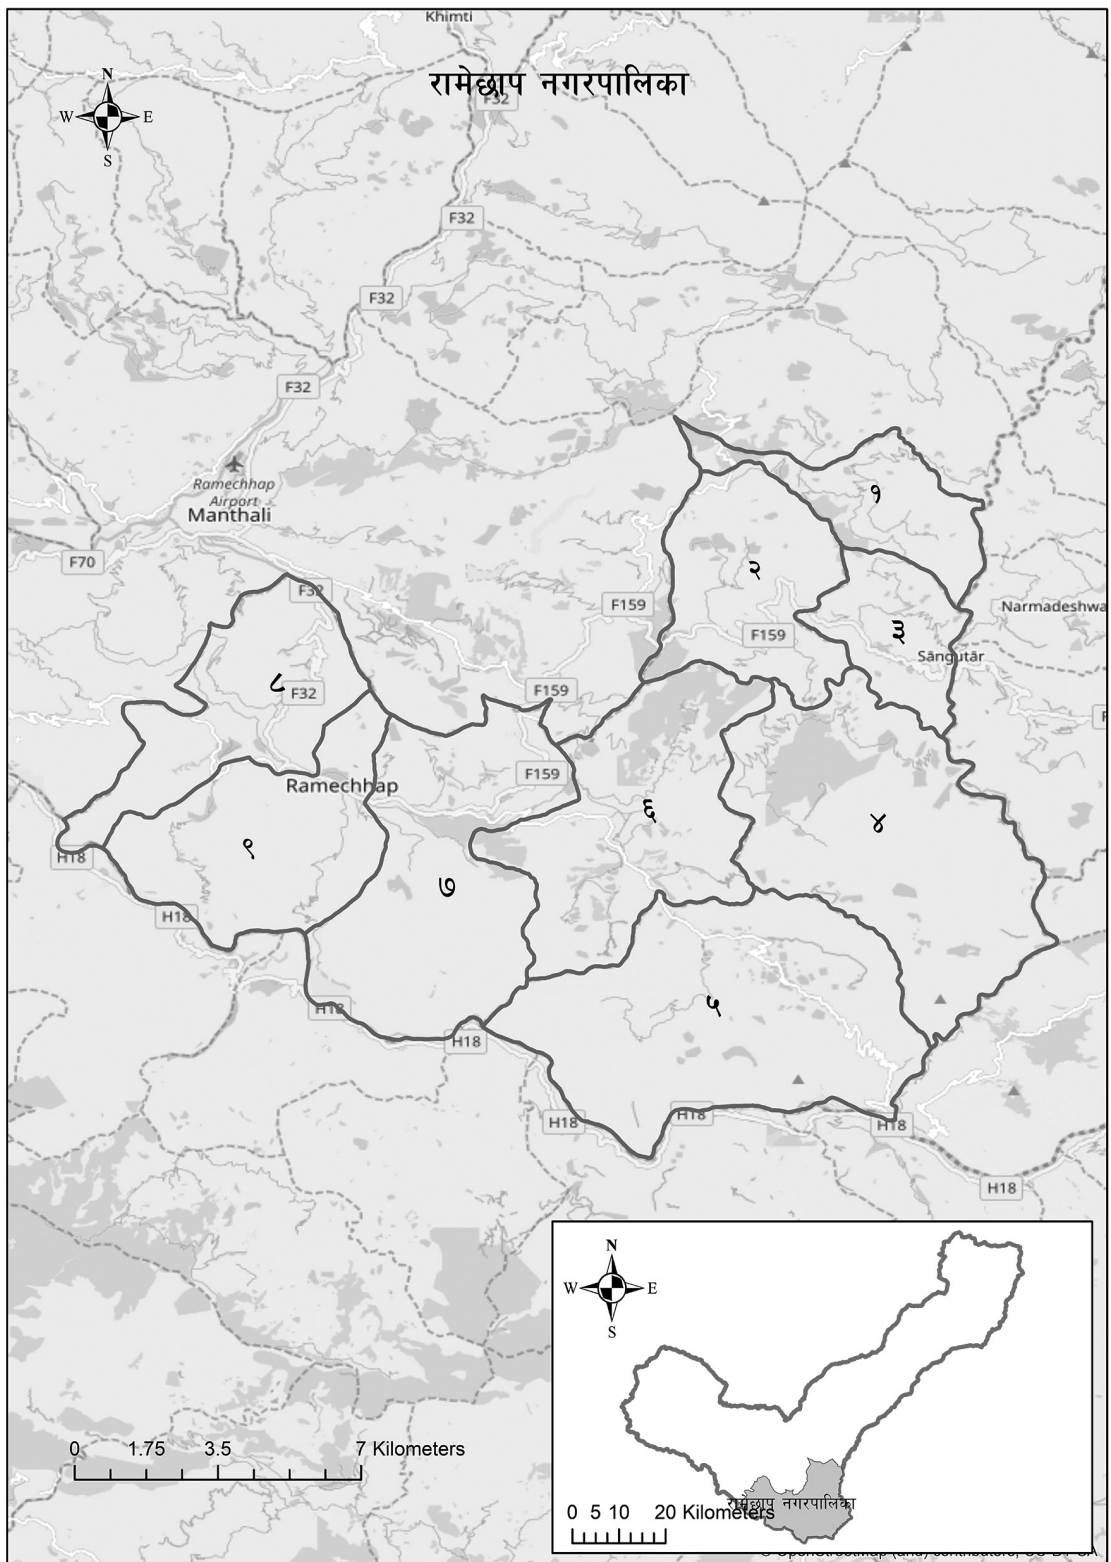 Khimti
रामेछाप नगरपालिका
N
W E
S
F32
F32
F32
F32
Ramechhap
Airport
Manthali
१
F70
२
F32
F159
Narmadeshwa
३
F159
Sāngutār
८
F32
F159
F159
Ramechhap
६
४
९
H18
७
H18
५
H18
H18
H18
H18
H18
H18
N
W E
S
0 1.75 3.5 7 Kilometers
रामेछाप नगरपालिका
0 5 10 20 Kilometers